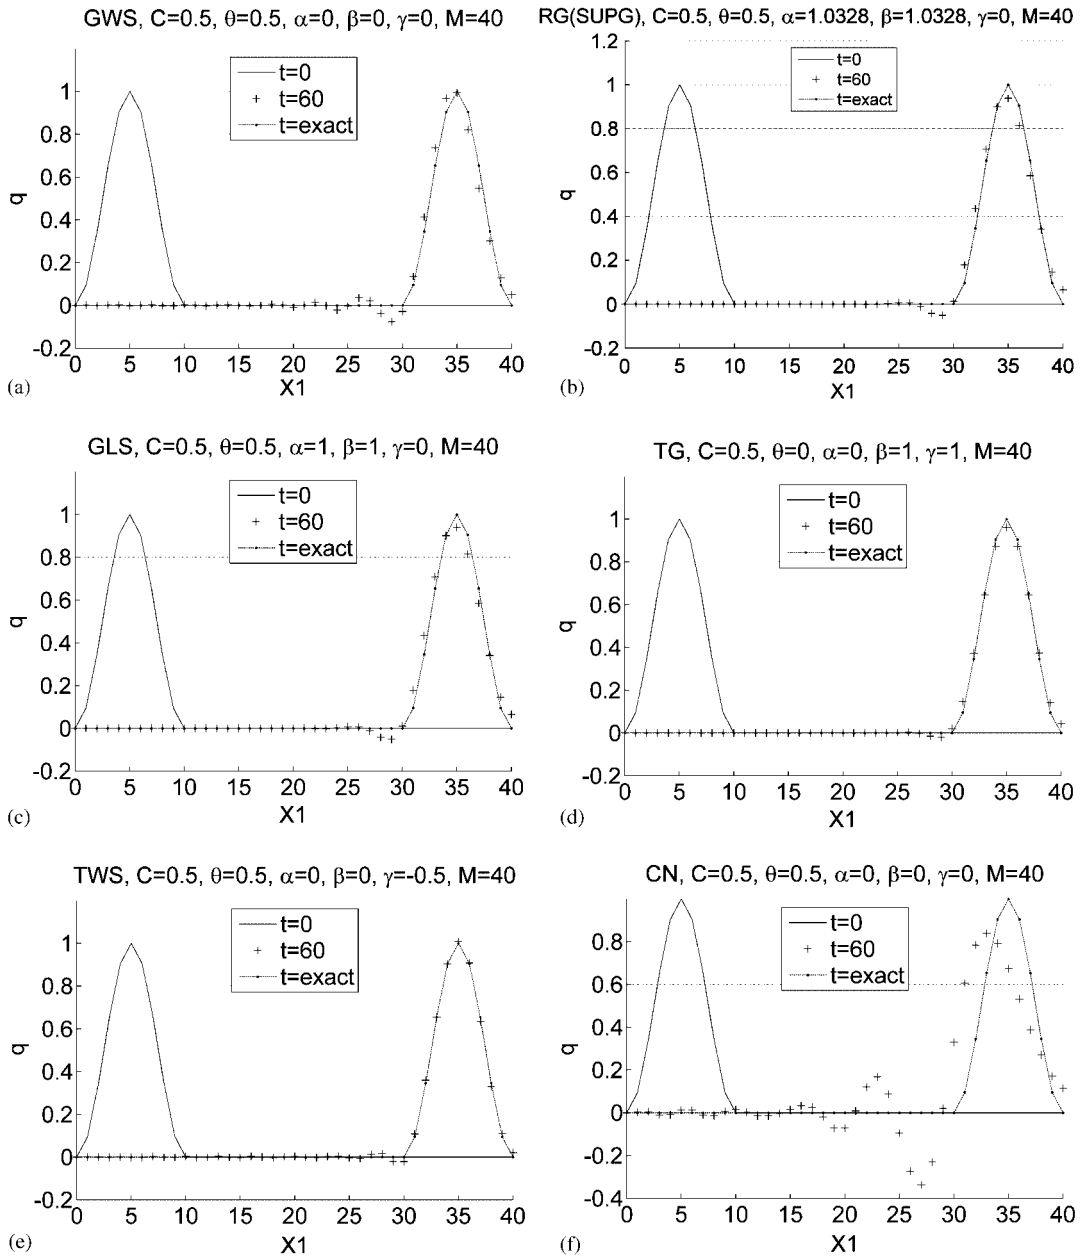 GWS, C=0.5, θ=0.5, α=0, β=0, γ=0, M=40
t=0
t=60
t=exact
1
0.8
0.6
0.4
0.2
0
-0.2
q
0 5 10 15 20 25 30 35 40
X1
(a)
RG(SUPG), C=0.5, θ=0.5, α=1.0328, β=1.0328, γ=0, M=40
t=0
t=60
t=exact
1.2
1
0.8
0.6
0.4
0.2
0
-0.2
q
0 5 10 15 20 25 30 35 40
X1
(b)
GLS, C=0.5, θ=0.5, α=1, β=1, γ=0, M=40
t=0
t=60
t=exact
1
0.8
0.6
0.4
0.2
0
-0.2
q
0 5 10 15 20 25 30 35 40
X1
(c)
TG, C=0.5, θ=0, α=0, β=1, γ=1, M=40
t=0
t=60
t=exact
1
0.8
0.6
0.4
0.2
0
-0.2
q
0 5 10 15 20 25 30 35 40
X1
(d)
TWS, C=0.5, θ=0.5, α=0, β=0, γ=-0.5, M=40
t=0
t=60
t=exact
1
0.8
0.6
0.4
0.2
0
-0.2
q
0 5 10 15 20 25 30 35 40
X1
(e)
CN, C=0.5, θ=0.5, α=0, β=0, γ=0, M=40
t=0
t=60
t=exact
0.8
0.6
0.4
0.2
0
-0.2
-0.4
q
0 5 10 15 20 25 30 35 40
X1
(f)